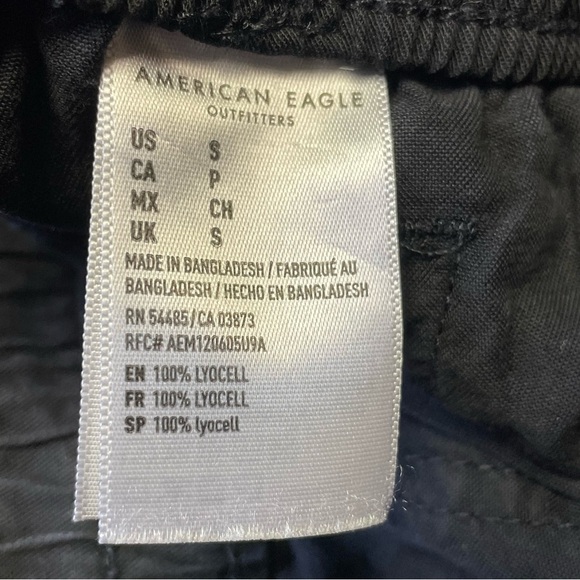 AMERICAN EAGLE
OUTFITTERS
US S
CA P
MX CH
UK S
MADE IN BANGLADESH / FABRIQUÉ AU
BANGLADESH / HECHO EN BANGLADESH
RN 54485/CA 03873
RFC# AEM120605U9A
EN 100% LYOCELL
FR 100% LYOCELL
SP 100% lyocell